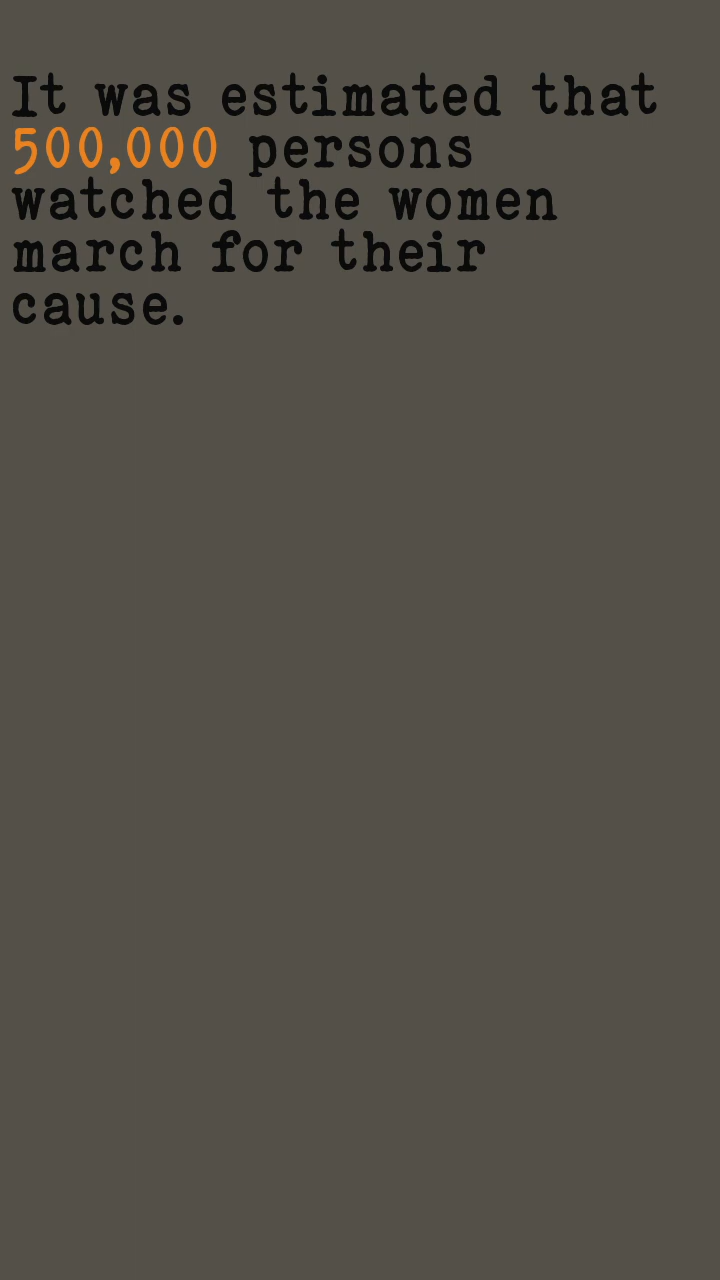 It was estimated that
500,000 persons
watched the women
march for their
cause.